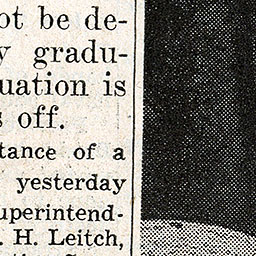 ot be de-
y gradu-
uation is
s off.
tance of a
yesterday
uperintend-
. H. Leitch,